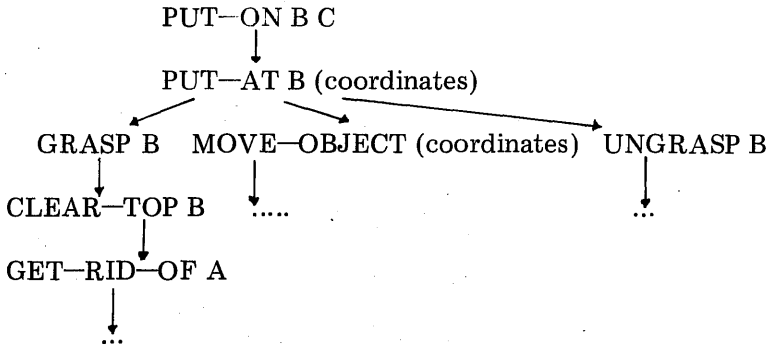 PUT—ON B C
PUT—AT B (coordinates)
GRASP B MOVE—OBJECT (coordinates) UNGRASP B
CLEAR—TOP B ..... ...
GET—RID—OF A
...